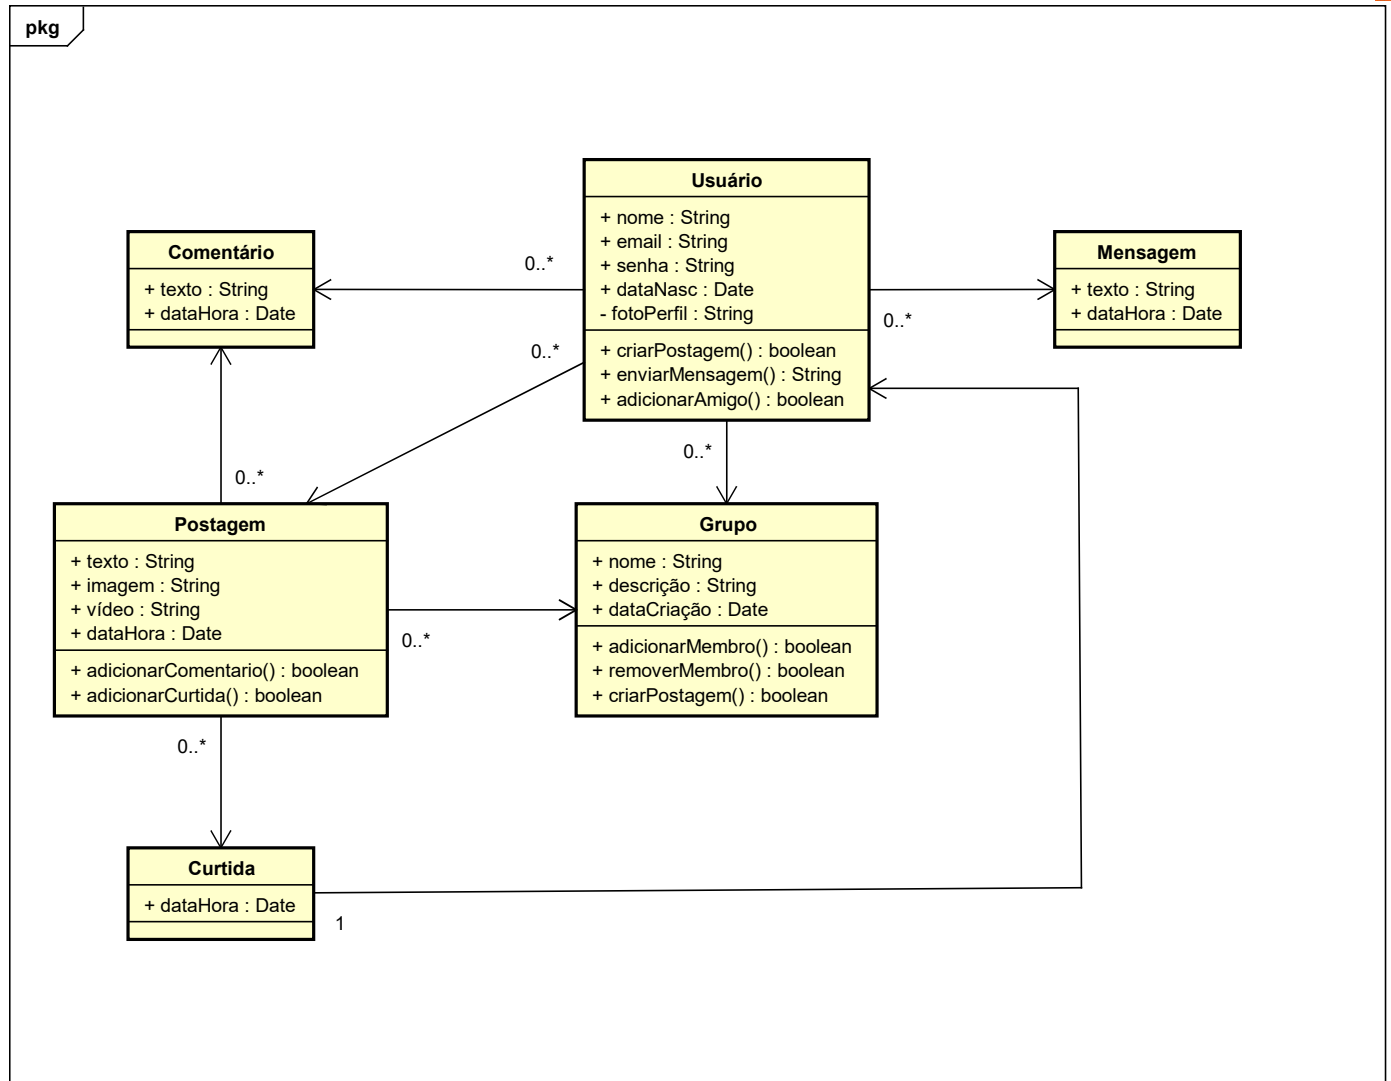 pkg
Usuário
+ nome : String
+ email : String
+ senha : String
+ dataNasc : Date
- fotoPerfil : String
+ criarPostagem() : boolean
+ enviarMensagem() : String
+ adicionarAmigo() : boolean
Comentário
+ texto : String
+ dataHora : Date
Mensagem
+ texto : String
+ dataHora : Date
0..*
0..*
0..*
0..*
0..*
Postagem
+ texto : String
+ imagem : String
+ vídeo : String
+ dataHora : Date
+ adicionarComentario() : boolean
+ adicionarCurtida() : boolean
Grupo
+ nome : String
+ descrição : String
+ dataCriação : Date
+ adicionarMembro() : boolean
+ removerMembro() : boolean
+ criarPostagem() : boolean
0..*
0..*
Curtida
+ dataHora : Date
1